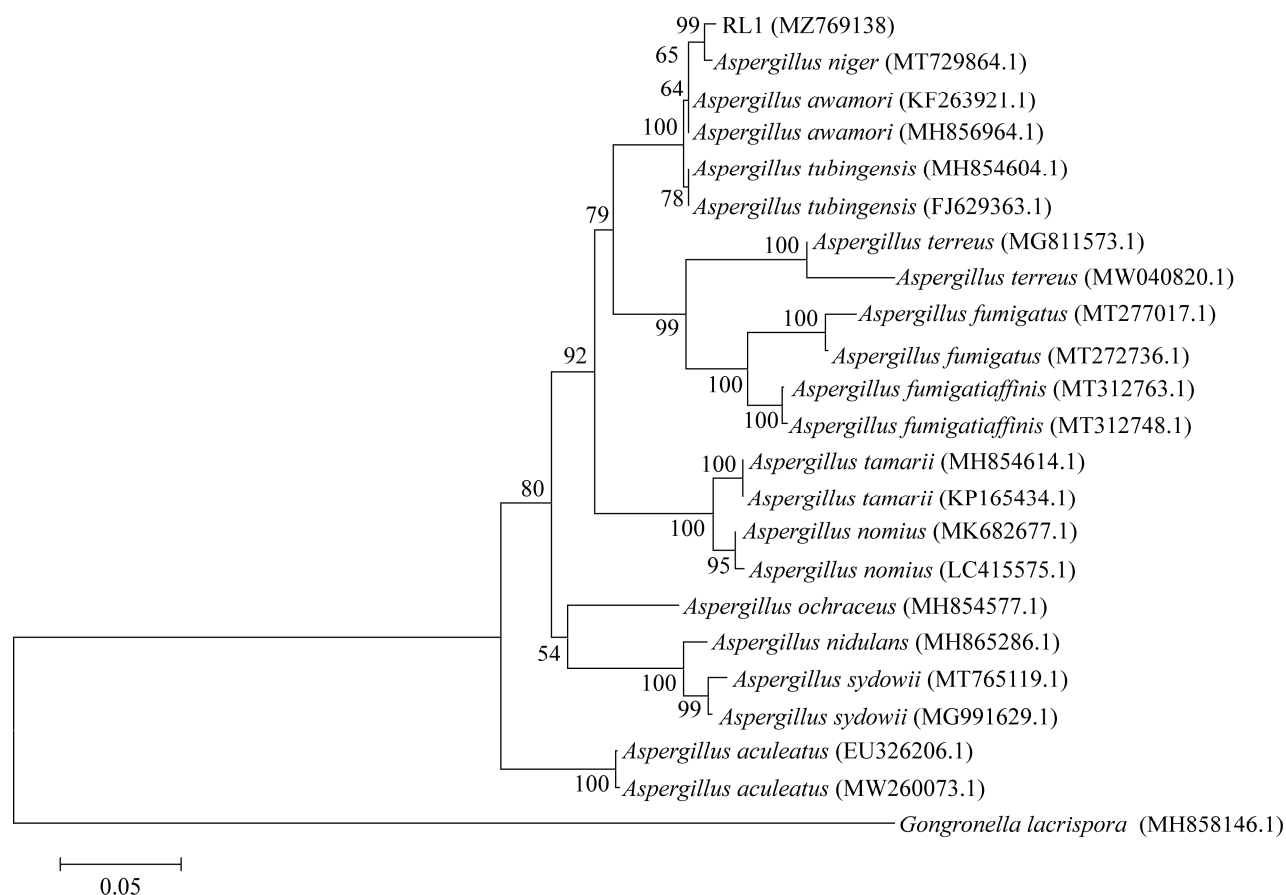 99
RL1 (MZ769138)
65
Aspergillus niger (MT729864.1)
64
Aspergillus awamori (KF263921.1)
100
Aspergillus awamori (MH856964.1)
Aspergillus tubingensis (MH854604.1)
78
Aspergillus tubingensis (FJ629363.1)
79
100
Aspergillus terreus (MG811573.1)
Aspergillus terreus (MW040820.1)
99
100
Aspergillus fumigatus (MT277017.1)
Aspergillus fumigatus (MT272736.1)
92
100
Aspergillus fumigatiaffinis (MT312763.1)
100
Aspergillus fumigatiaffinis (MT312748.1)
100
Aspergillus tamarii (MH854614.1)
80
Aspergillus tamarii (KP165434.1)
100
Aspergillus nomius (MK682677.1)
95
Aspergillus nomius (LC415575.1)
Aspergillus ochraceus (MH854577.1)
54
Aspergillus nidulans (MH865286.1)
100
Aspergillus sydowii (MT765119.1)
99
Aspergillus sydowii (MG991629.1)
Aspergillus aculeatus (EU326206.1)
100
Aspergillus aculeatus (MW260073.1)
Gongronella lacrispora (MH858146.1)
0.05